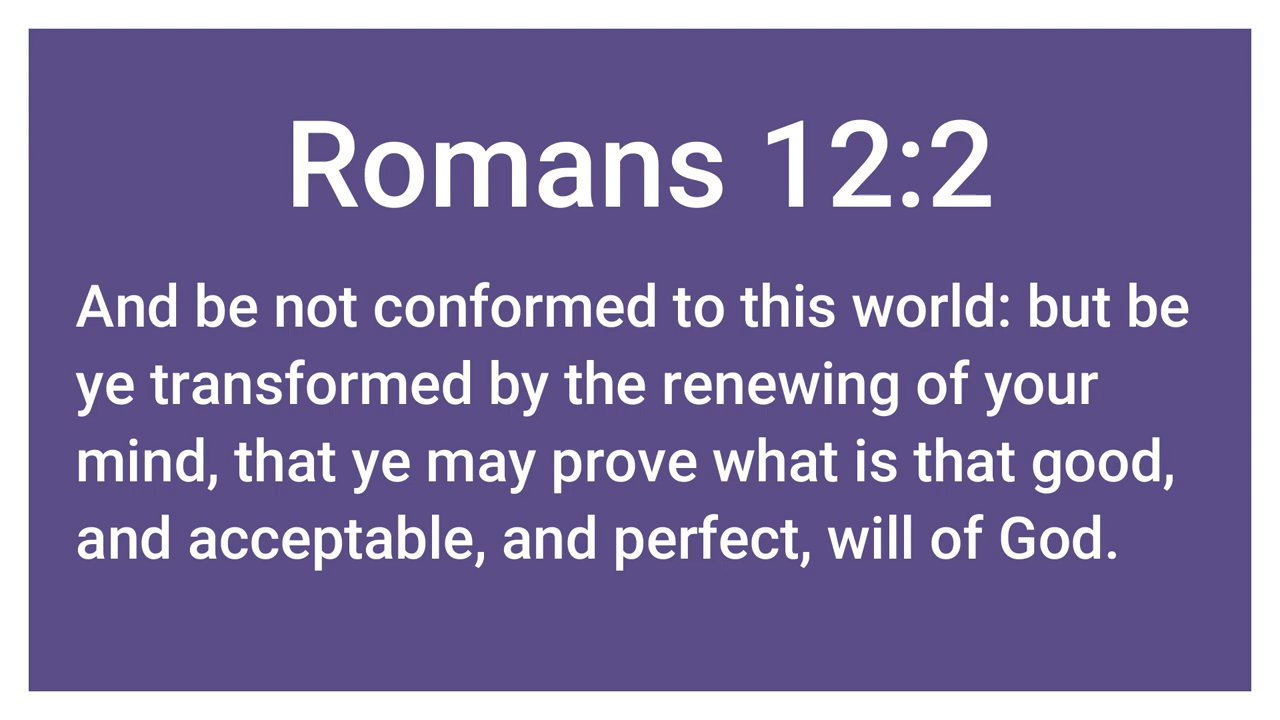 Romans 12:2
And be not conformed to this world: but be
ye transformed by the renewing of your
mind, that ye may prove what is that good,
and acceptable, and perfect, will of God.